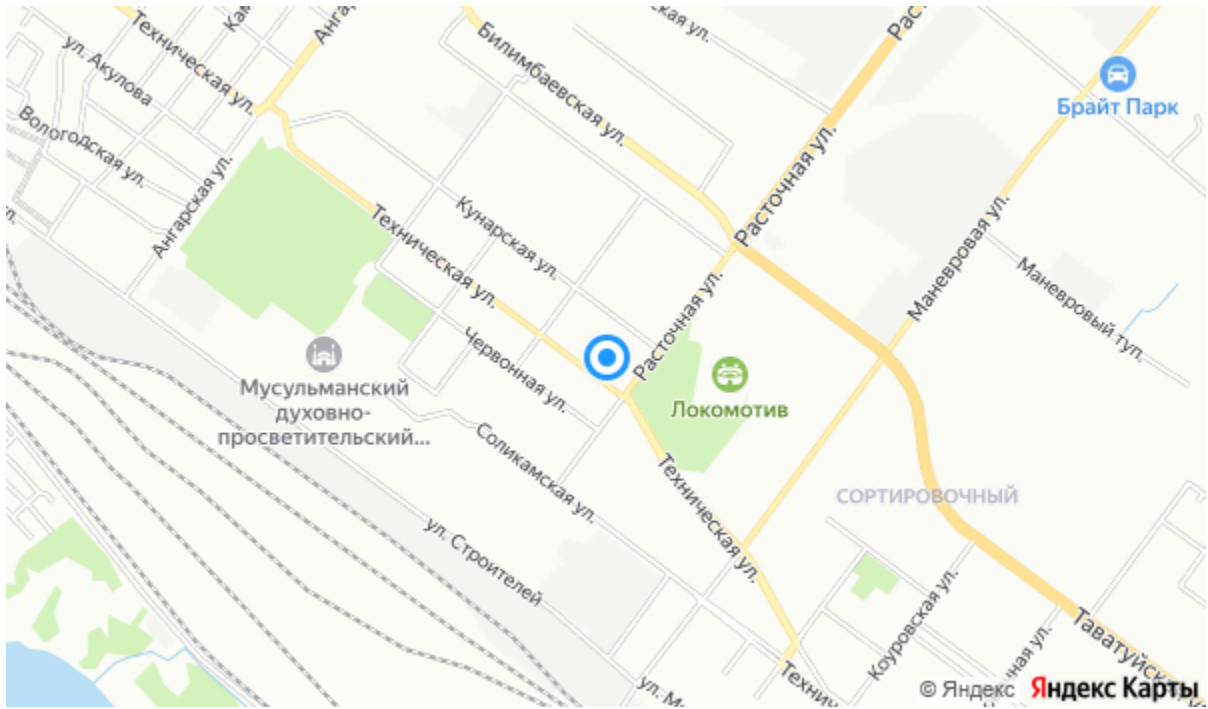 Техническая ул.
ул. Акулова
Вологодская ул.
Ангарская ул.
Билимбаевская ул.
Расточная ул.
Брайт Парк
Кунарская ул.
Техническая ул.
Маневровая ул.
Маневровый туп.
Расточная ул.
Червонная ул.
Мусульманский
духовно-
просветительский...
Локомотив
Соликамская ул.
Техническая ул.
СОРТИРОВОЧНЫЙ
ул. Строителей
Коуровская ул.
© Яндекс Яндекс Карты